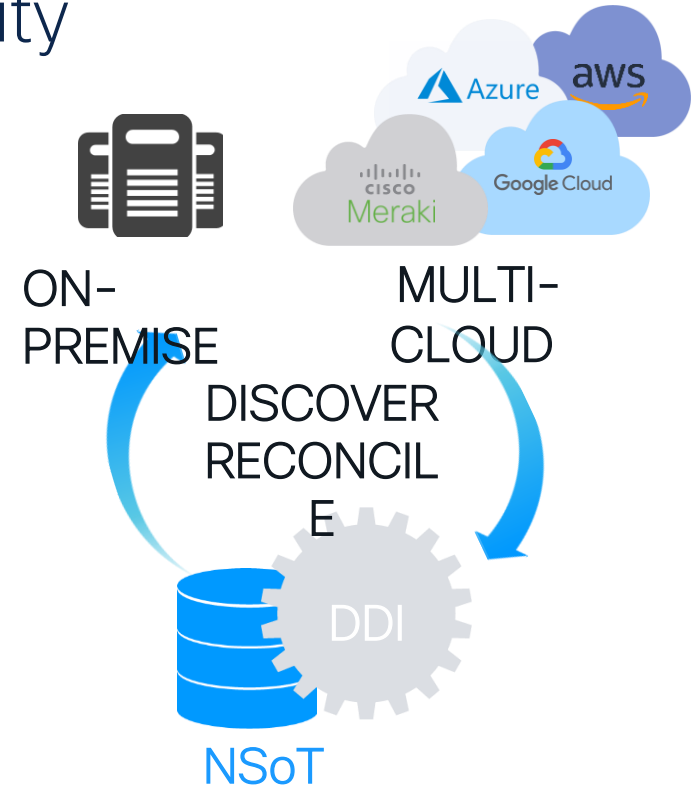 ity
Azure
aws
cisco
Meraki
Google Cloud
ON-
PREMISE
MULTI-
CLOUD
DISCOVER
RECONCIL
E
DDI
NSoT